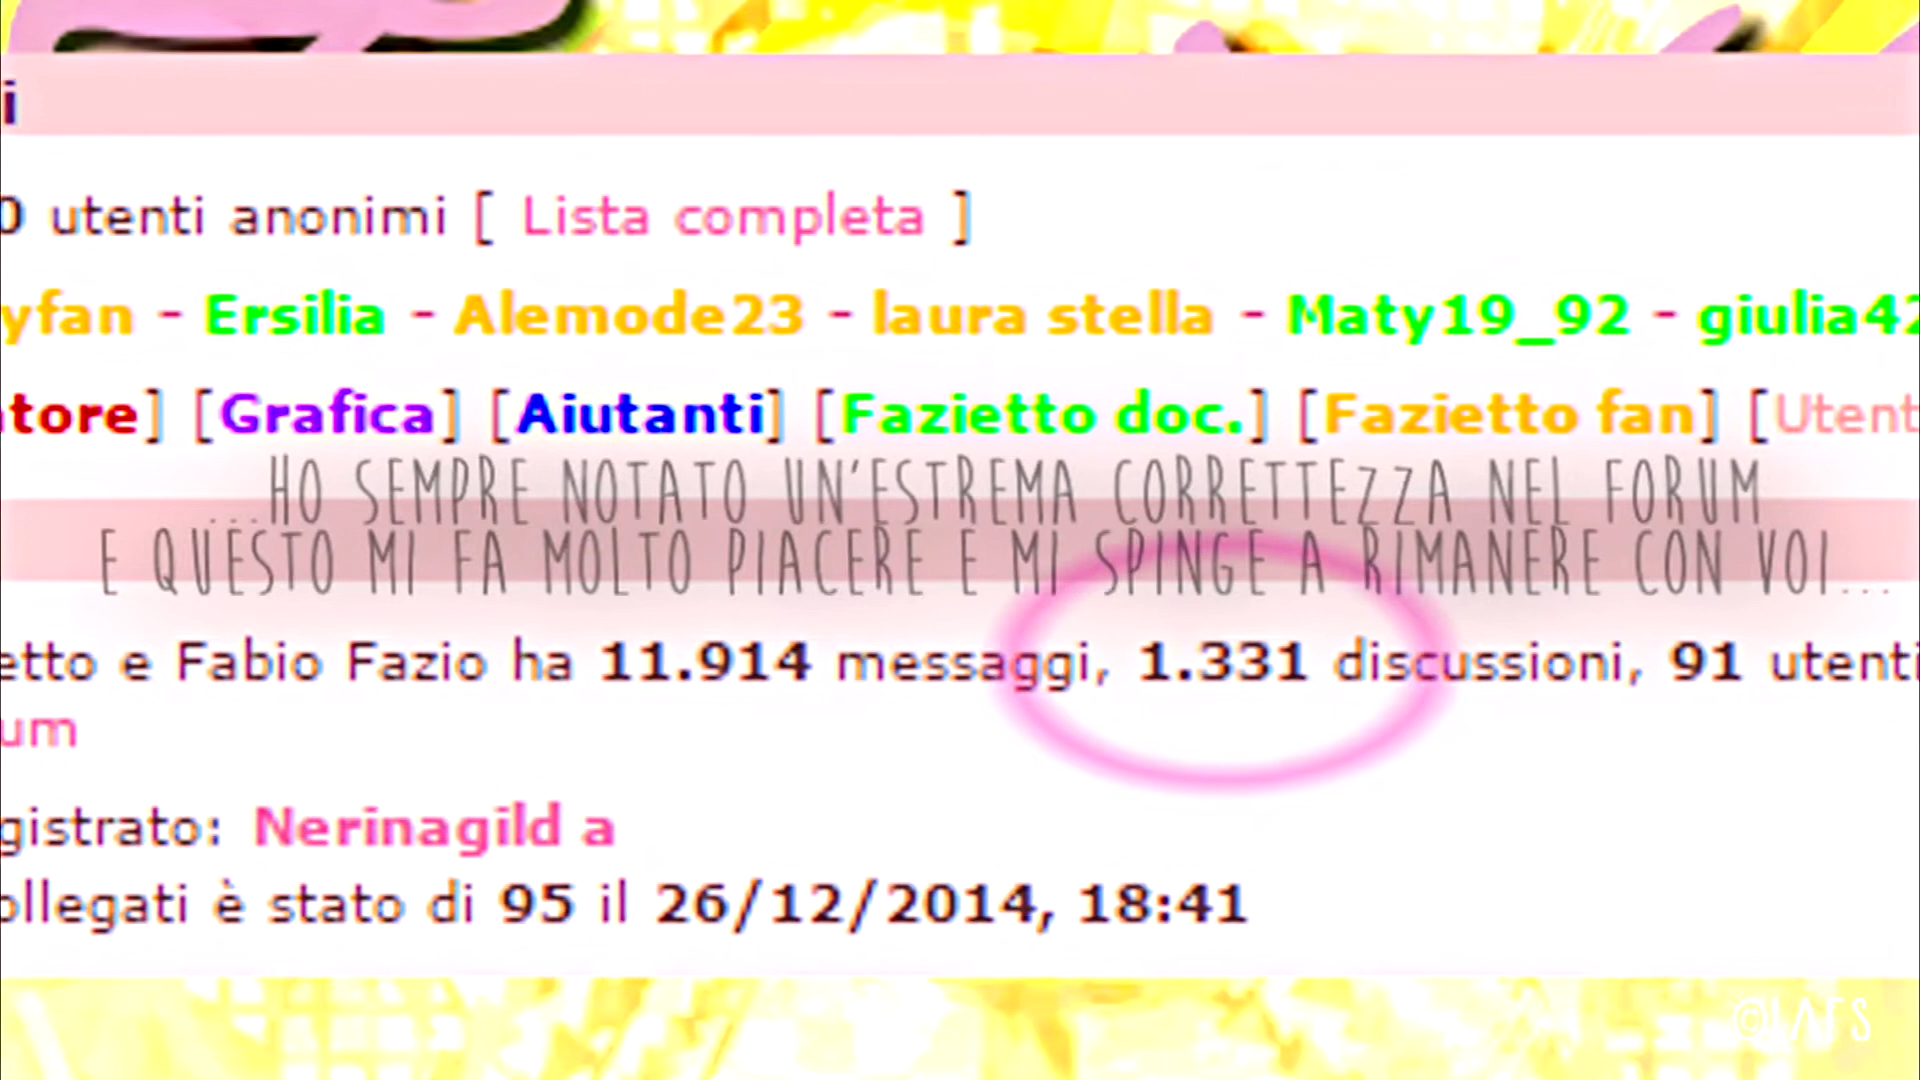 i
0 utenti anonimi [ Lista completa ]
yfan - Ersilia - Alemode23 - laura stella - Maty19_92 - giulia42
tore] [Grafica] [Aiutanti] [Fazietto doc.] [Fazietto fan] [Utent
...HO SEMPRE NOTATO UN'ESTREMA CORRETTEZZA NEL FORUM
E QUESTO MI FA MOLTO PIACERE E MI SPINGE A RIMANERE CON VOI...
etto e Fabio Fazio ha 11.914 messaggi, 1.331 discussioni, 91 utenti
um
gistrato: Nerinagild a
ollegati è stato di 95 il 26/12/2014, 18:41